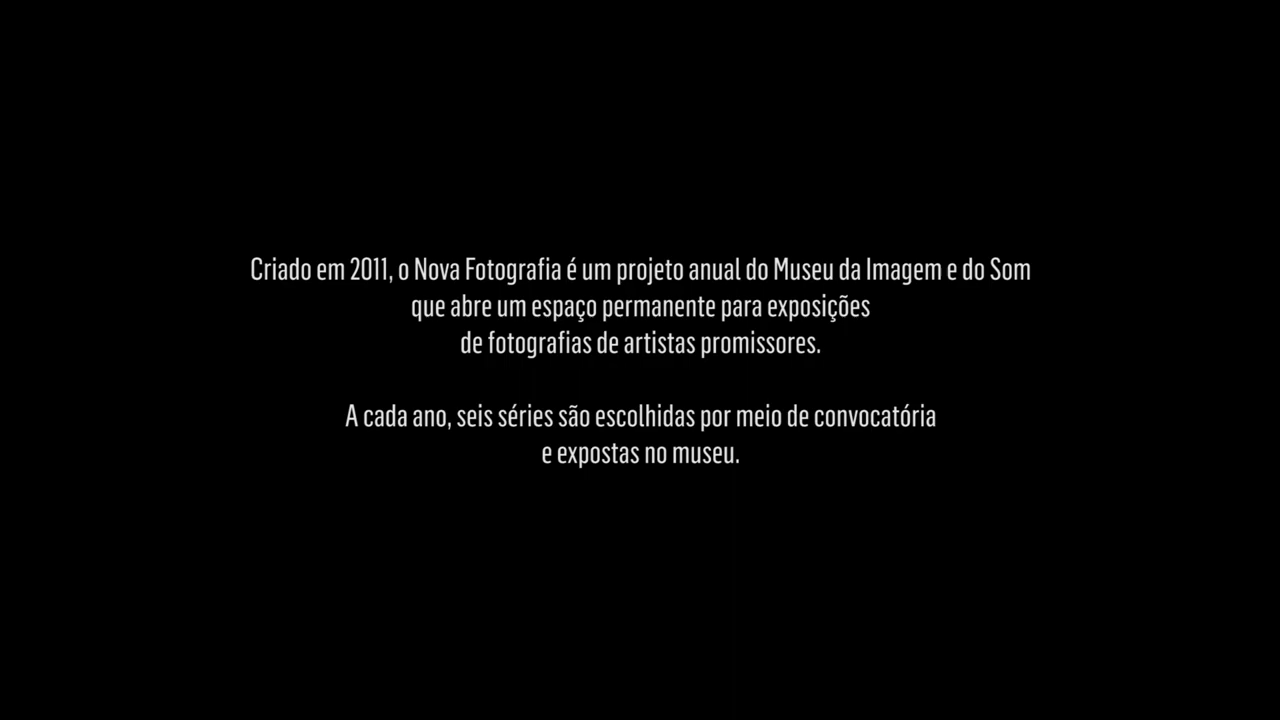 Criado em 2011, o Nova Fotografia é um projeto anual do Museu da Imagem e do Som
que abre um espaço permanente para exposições
de fotografias de artistas promissores.
A cada ano, seis séries são escolhidas por meio de convocatória
e expostas no museu.